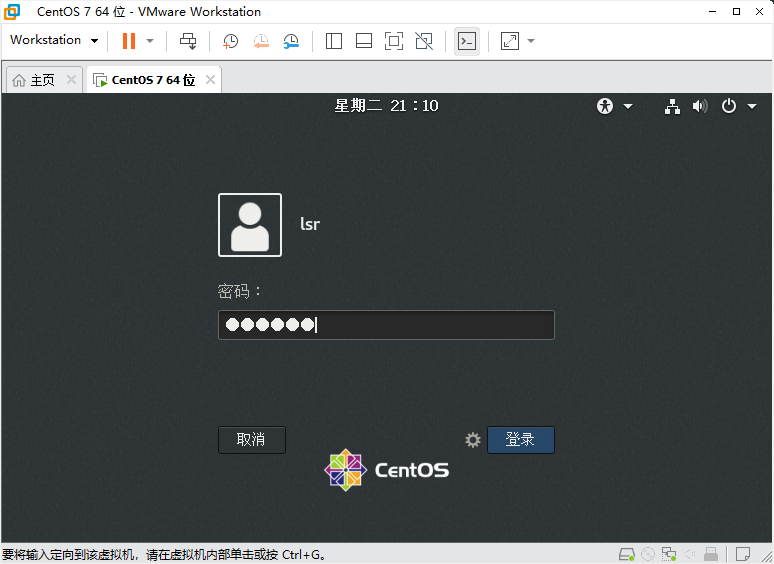 CentOS 7 64 位 - VMware Workstation
Workstation
主页
CentOS 7 64 位
星期二 21：10
lsr
密码：
取消
登录
CentOS
要将输入定向到该虚拟机，请在虚拟机内部单击或按 Ctrl+G。